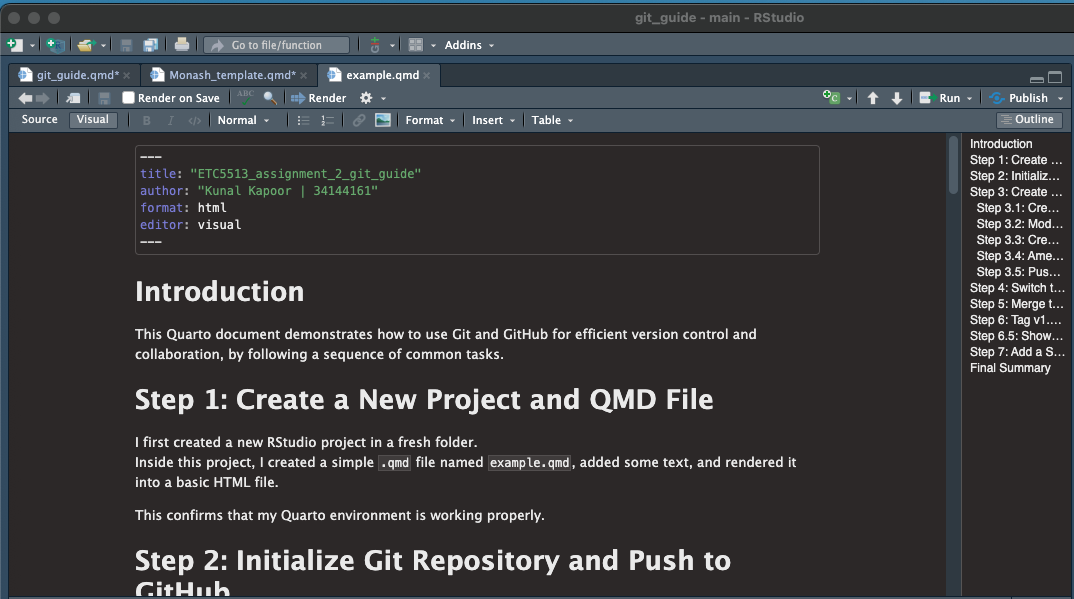 git_guide - main - RStudio
Go to file/function
Addins
git_guide.qmd*
Monash_template.qmd*
example.qmd
Render on Save
ABC
Render
C
Run
Publish
Source
Visual
B
I
</>
Normal
Format
Insert
Table
Outline
---
title: "ETC5513_assignment_2_git_guide"
author: "Kunal Kapoor | 34144161"
format: html
editor: visual
---
Introduction
This Quarto document demonstrates how to use Git and GitHub for efficient version control and
collaboration, by following a sequence of common tasks.
Step 1: Create a New Project and QMD File
I first created a new RStudio project in a fresh folder.
Inside this project, I created a simple .qmd file named example.qmd, added some text, and rendered it
into a basic HTML file.
This confirms that my Quarto environment is working properly.
Step 2: Initialize Git Repository and Push to
GitHub
Introduction
Step 1: Create ...
Step 2: Initializ...
Step 3: Create ...
Step 3.1: Cre...
Step 3.2: Mod...
Step 3.3: Cre...
Step 3.4: Ame...
Step 3.5: Pus...
Step 4: Switch t...
Step 5: Merge t...
Step 6: Tag v1....
Step 6.5: Show...
Step 7: Add a S...
Final Summary